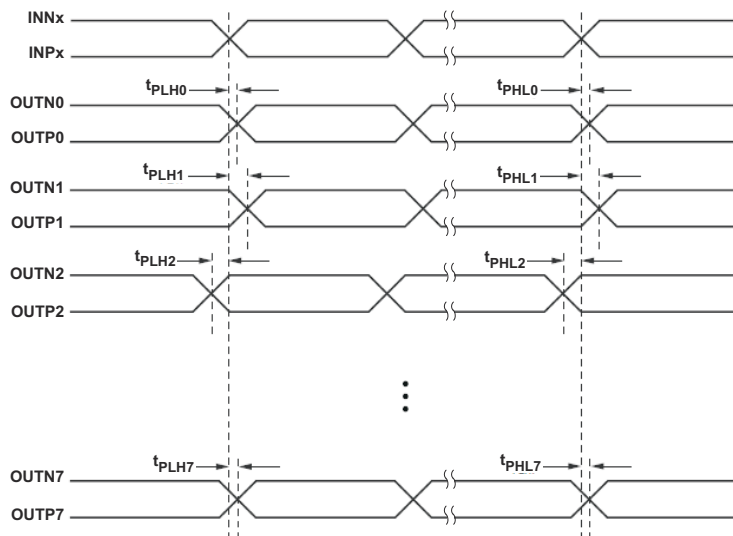 INNx
INPx
tPLH0 tPHL0
OUTN0
OUTP0
tPLH1 tPHL1
OUTN1
OUTP1
tPLH2 tPHL2
OUTN2
OUTP2
tPLH7 tPHL7
OUTN7
OUTP7